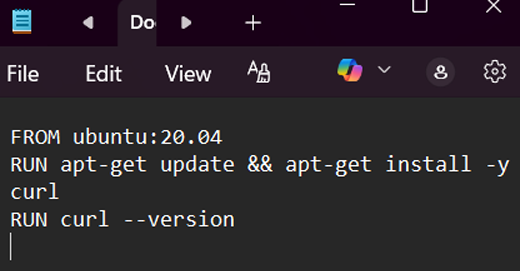 Do
File Edit View
FROM ubuntu:20.04
RUN apt-get update && apt-get install -y
curl
RUN curl --version